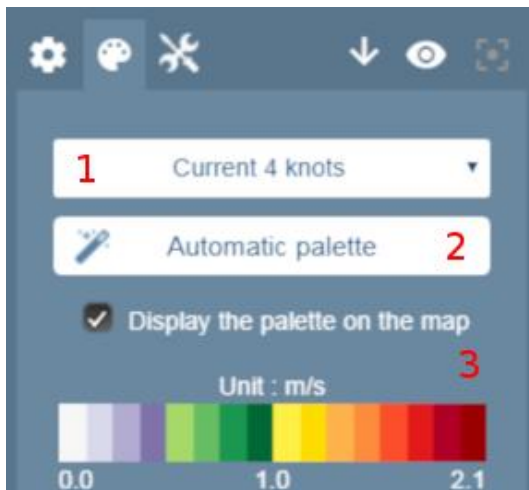 1 Current 4 knots
Automatic palette 2
Display the palette on the map
3
Unit : m/s
0.0 1.0 2.1